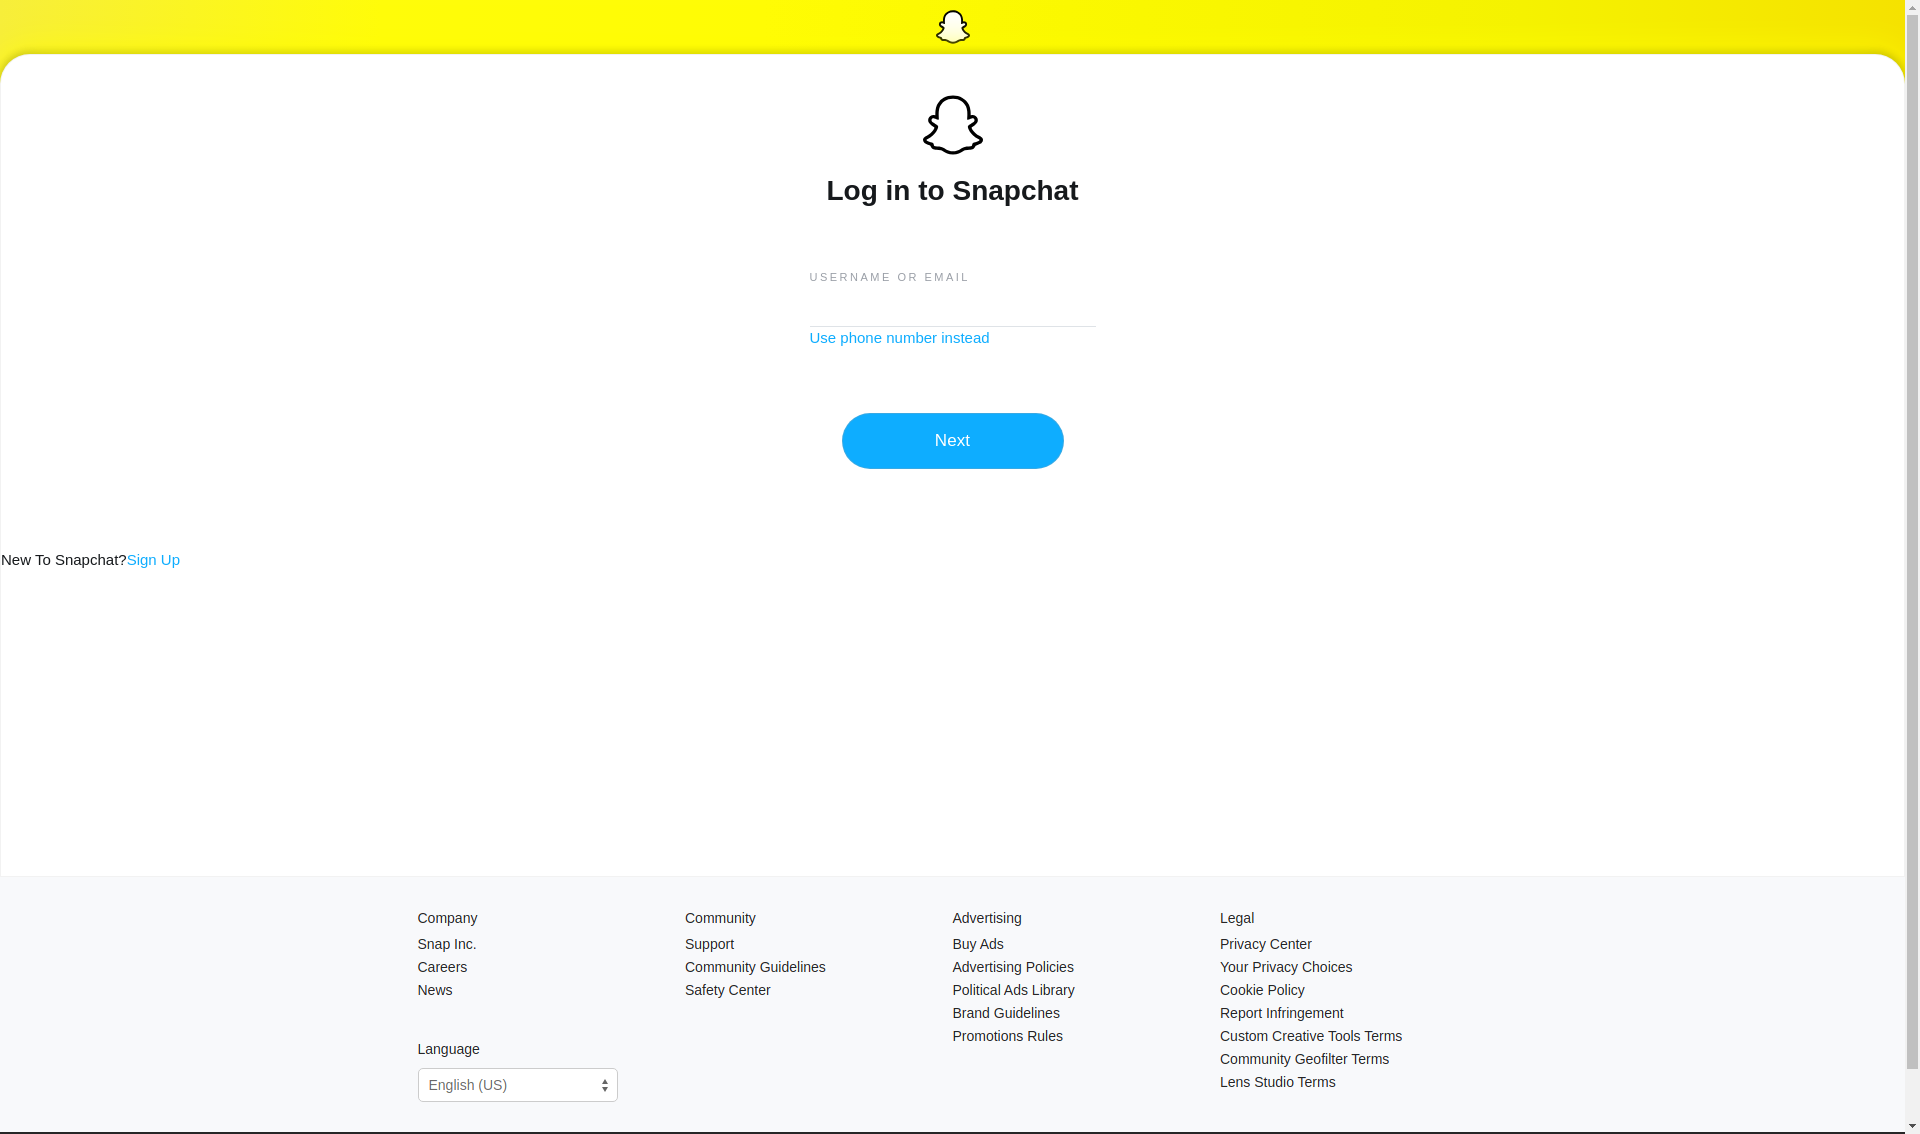 Log in to Snapchat
USERNAME OR EMAIL
Use phone number instead
Next
New To Snapchat?Sign Up
Company
Snap Inc.
Careers
News
Community
Support
Community Guidelines
Safety Center
Advertising
Buy Ads
Advertising Policies
Political Ads Library
Brand Guidelines
Promotions Rules
Legal
Privacy Center
Your Privacy Choices
Cookie Policy
Report Infringement
Custom Creative Tools Terms
Community Geofilter Terms
Lens Studio Terms
Language
English (US)